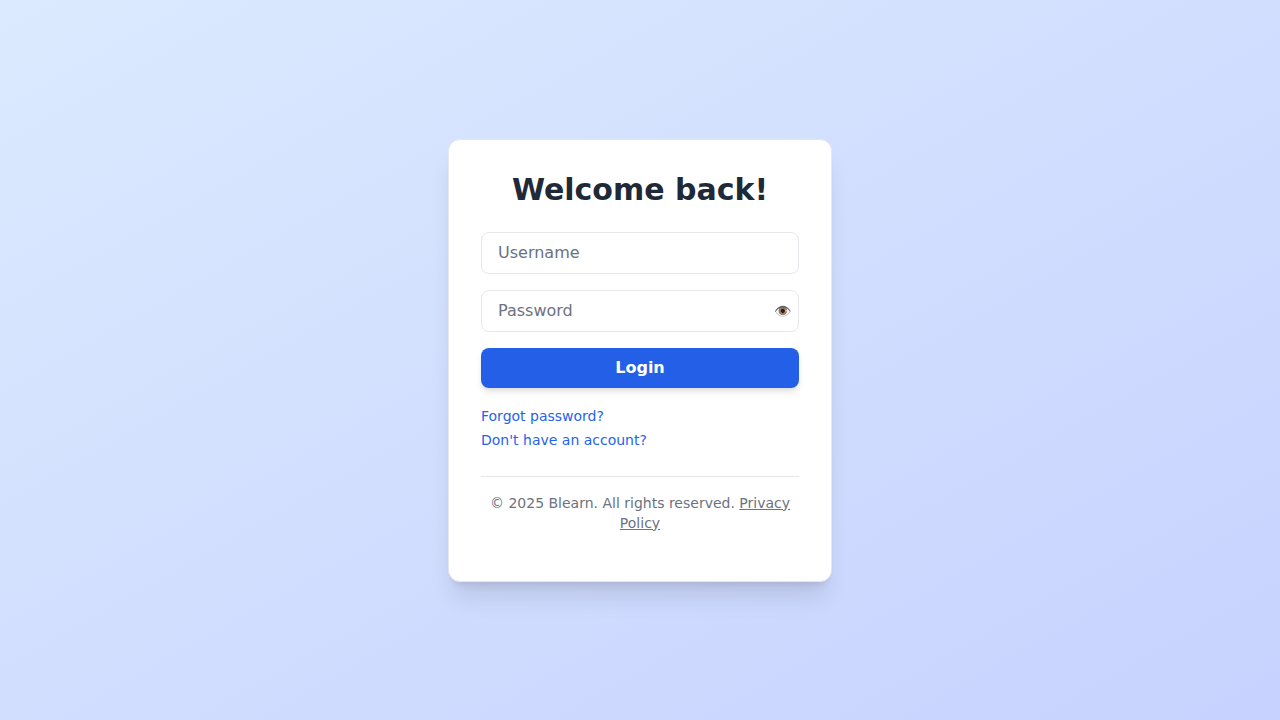 Welcome back!
Username
Password
Login
Forgot password?
Don't have an account?
© 2025 Blearn. All rights reserved. Privacy
Policy